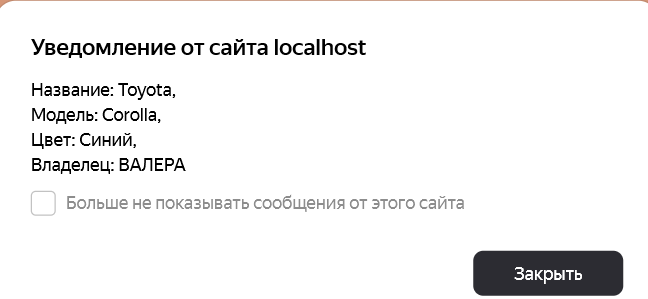 Уведомление от сайта localhost
Название: Toyota,
Модель: Corolla,
Цвет: Синий,
Владелец: ВАЛЕРА
Больше не показывать сообщения от этого сайта
Закрыть